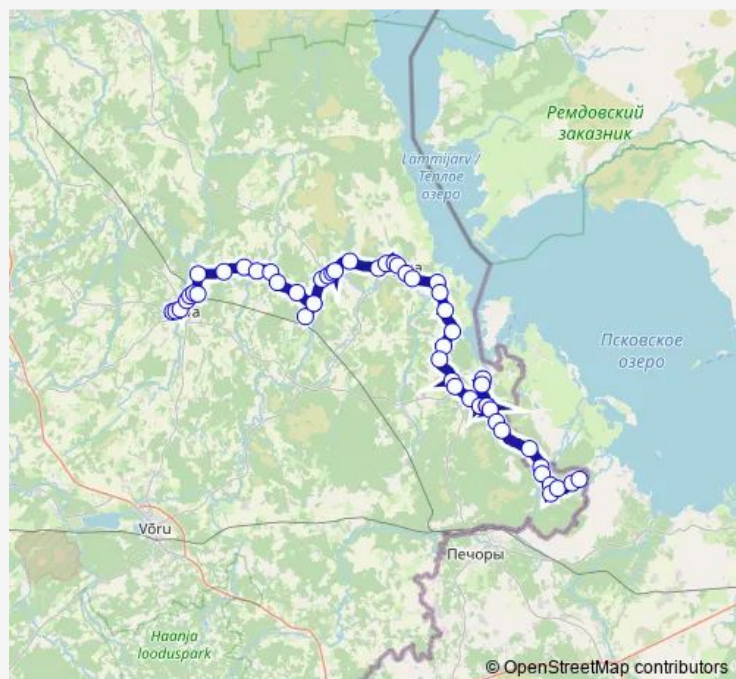 Ремдовский
заказник
Lämmijärv /
Тёплое
озеро
Псковское
озеро
Võru
Печоры
Haanja
looduspark
© OpenStreetMap contributors